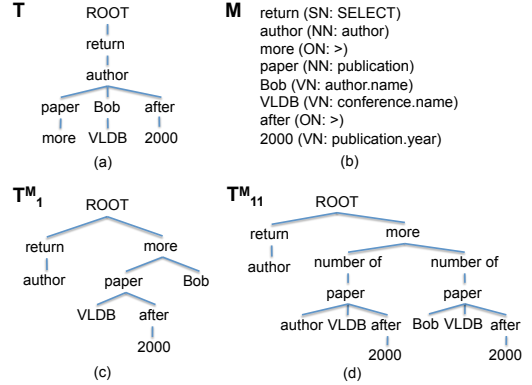 T
ROOT
return
author
paper Bob after
more VLDB 2000
(a)
M
return (SN: SELECT)
author (NN: author)
more (ON: >)
paper (NN: publication)
Bob (VN: author.name)
VLDB (VN: conference.name)
after (ON: >)
2000 (VN: publication.year)
(b)
T^M_1
ROOT
return more
author paper Bob
VLDB after
2000
(c)
T^M_11
ROOT
return more
author number of number of
paper paper
author VLDB after Bob VLDB after
2000 2000
(d)